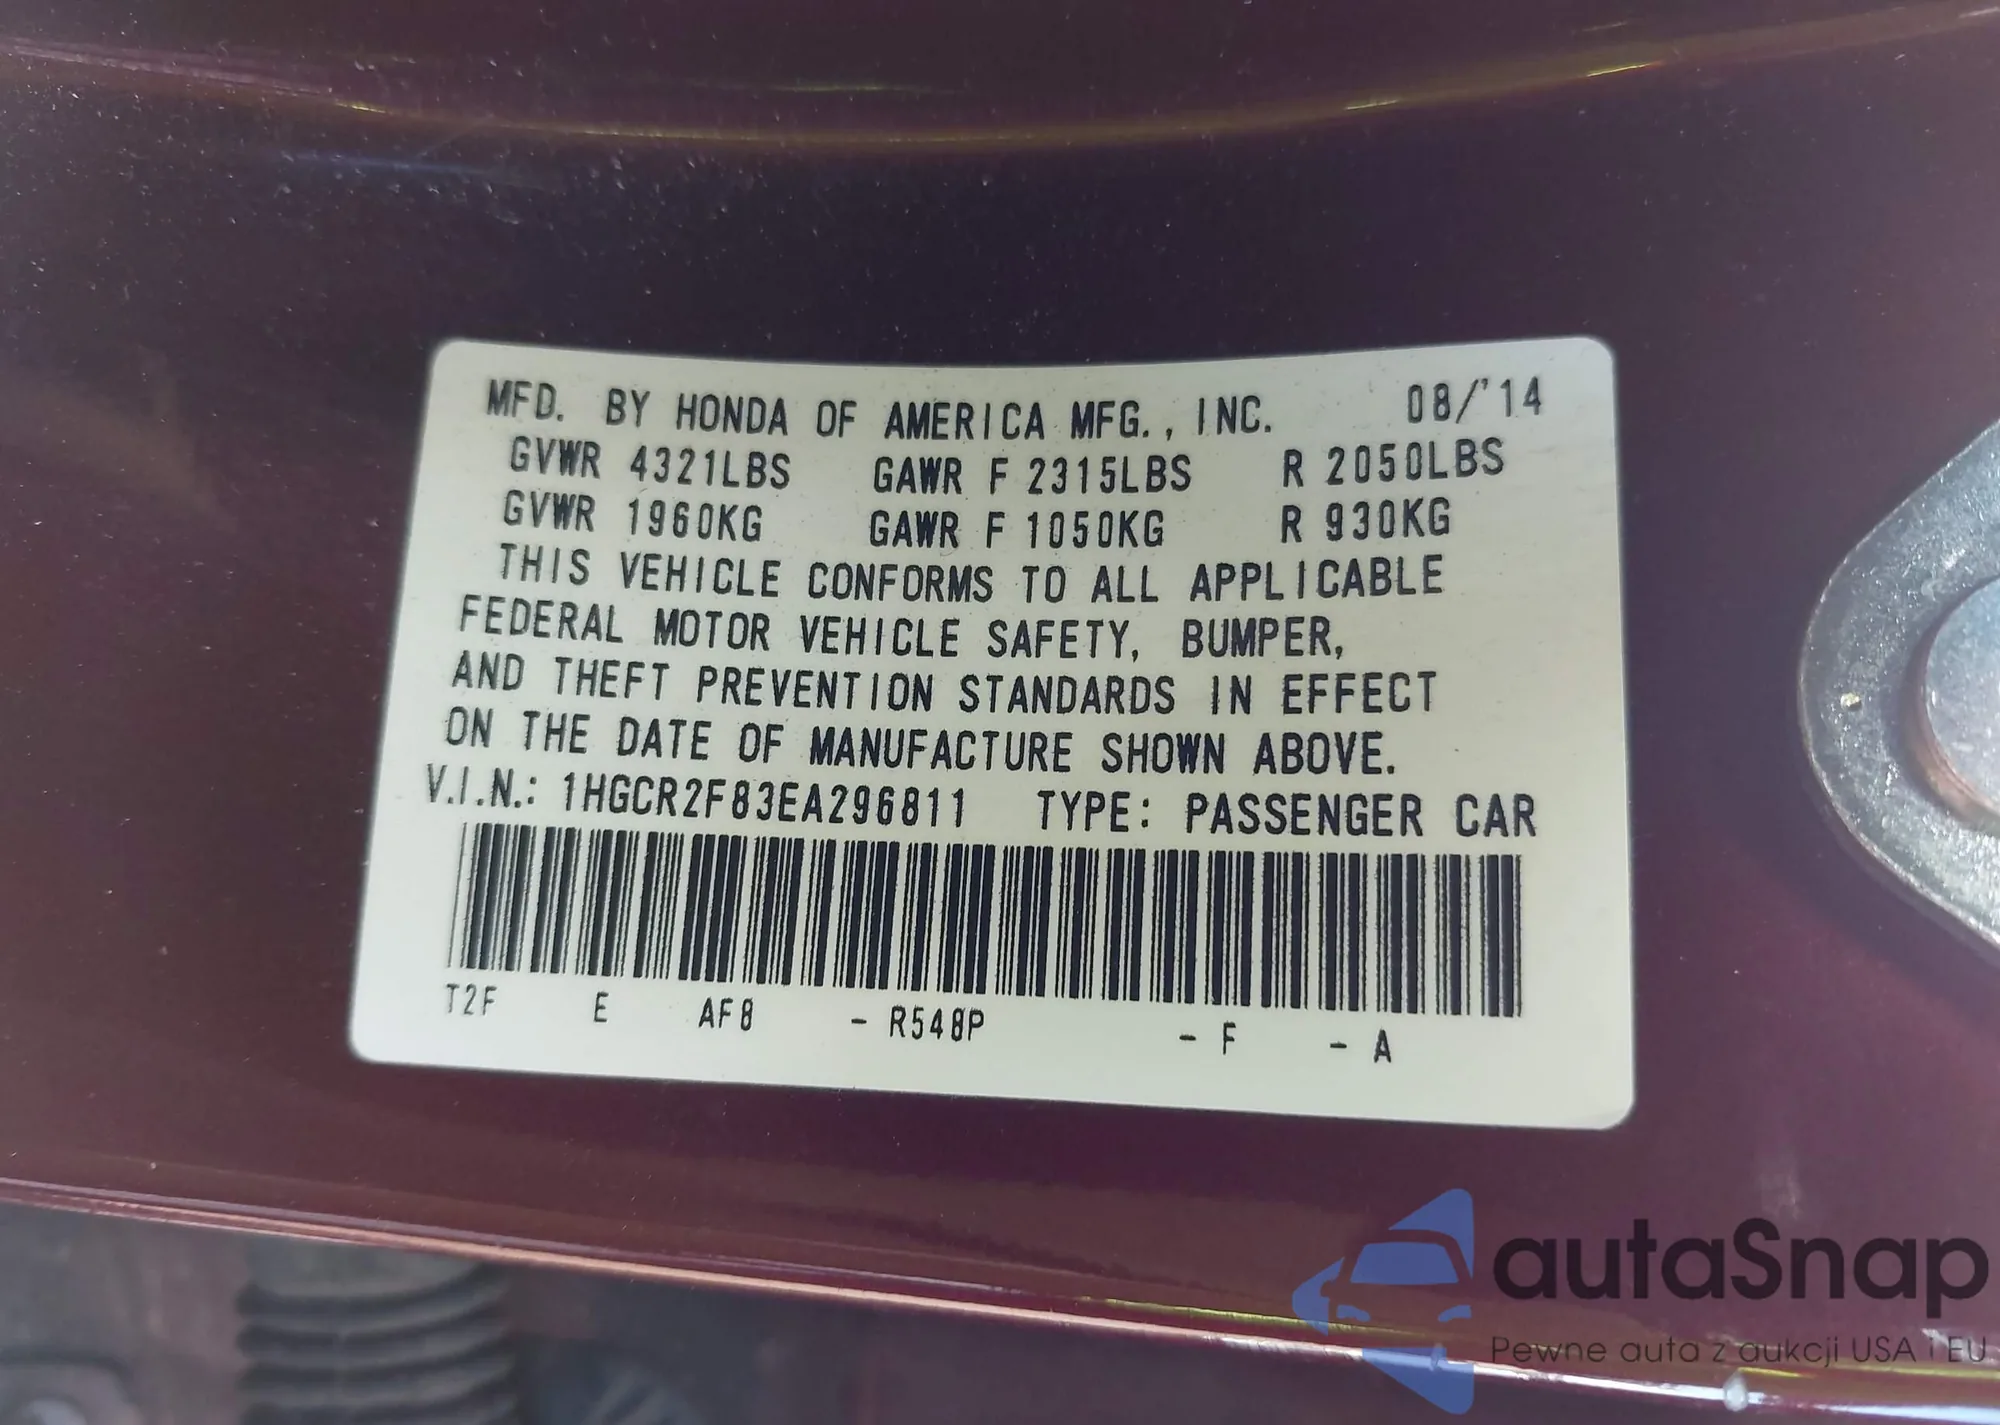 MFD. BY HONDA OF AMERICA MFG., INC. 08/'14
GVWR 4321LBS GAWR F 2315LBS R 2050LBS
GVWR 1960KG GAWR F 1050KG R 930KG
THIS VEHICLE CONFORMS TO ALL APPLICABLE
FEDERAL MOTOR VEHICLE SAFETY, BUMPER,
AND THEFT PREVENTION STANDARDS IN EFFECT
ON THE DATE OF MANUFACTURE SHOWN ABOVE.
V.I.N.: 1HGCR2F83EA296811 TYPE: PASSENGER CAR
T2F E AF8 - R548P - F - A
autaSnap
Pewne auta z aukcji USA i EU